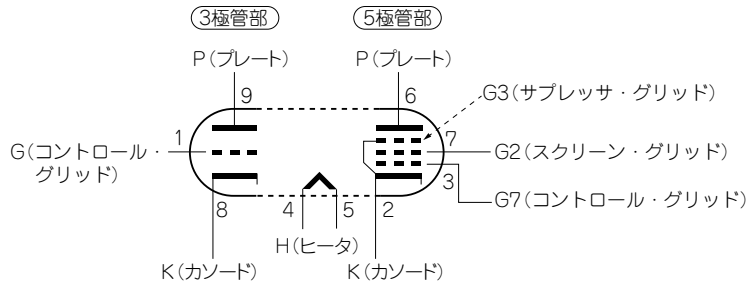 3極管部
5極管部
P(プレート)
P(プレート)
9
6
G3(サプレッサ・グリッド)
1
7
G(コントロール・
グリッド)
G2(スクリーン・グリッド)
3
G7(コントロール・グリッド)
8
4
5
2
H(ヒータ)
K(カソード)
K(カソード)